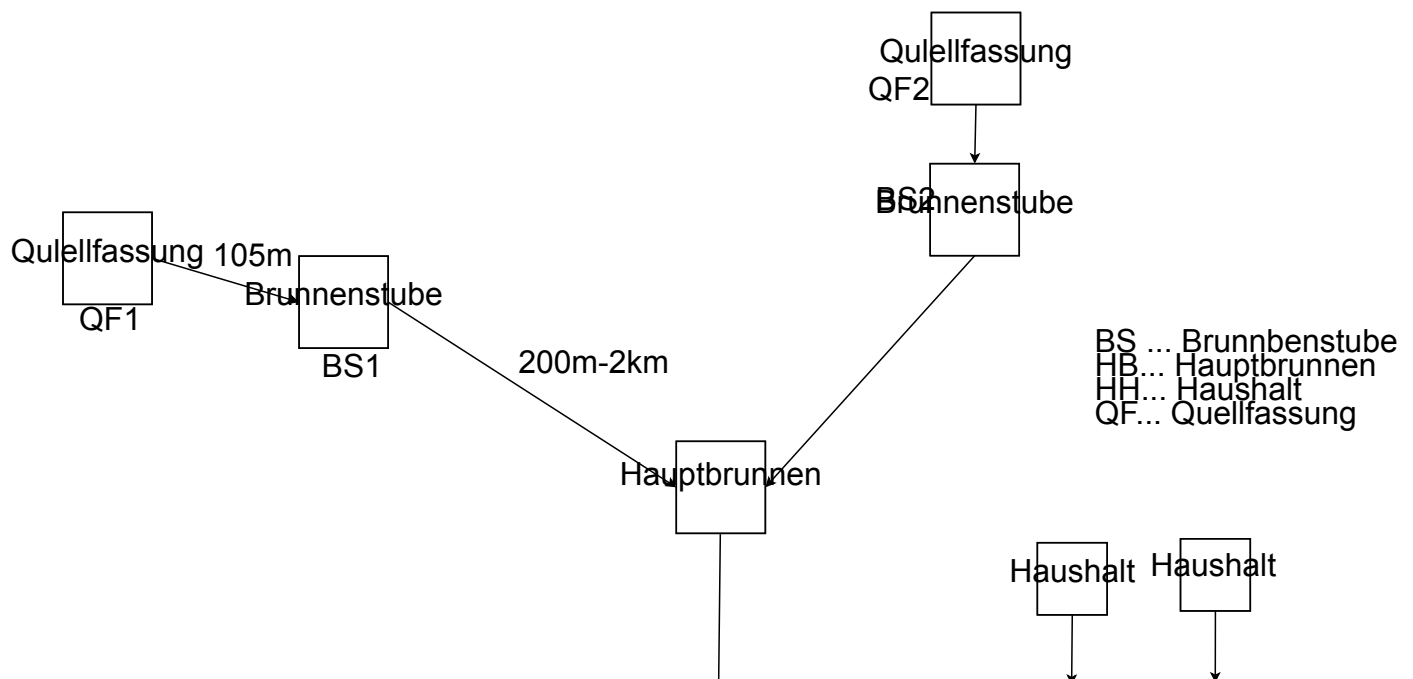 Qulellfassung
QF2
BS2
Brunnenstube
Qulellfassung
105m
QF1
Brunnenstube
BS1
200m-2km
BS ... Brunnbenstube
HB... Hauptbrunnen
HH... Haushalt
QF... Quellfassung
Hauptbrunnen
Haushalt
Haushalt